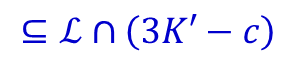 ⊆ ℒ ∩ (3K′ − c)